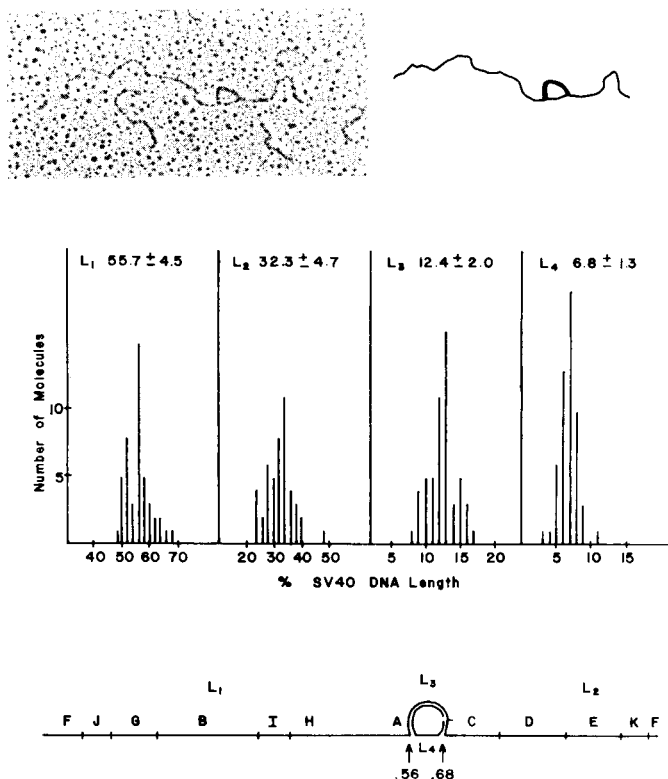 L₁ 55.7 ± 4.5
L₂ 32.3 ± 4.7
L₃ 12.4 ± 2.0
L₄ 6.8 ± 1.3
Number of Molecules
10
5
40 50 60 70
20 30 40 50
5 10 15 20
5 10 15
% SV40 DNA Length
L₁
L₃
L₂
F J G B I H A C D E K F
L₄
.56 .68